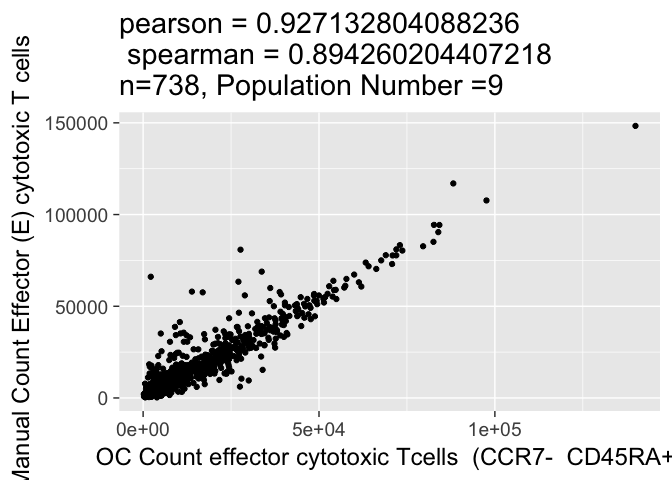 pearson = 0.927132804088236
spearman = 0.894260204407218
n=738, Population Number =9
Manual Count Effector (E) cytotoxic T cells
150000
100000
50000
0
0e+00 5e+04 1e+05
OC Count effector cytotoxic Tcells (CCR7- CD45RA+